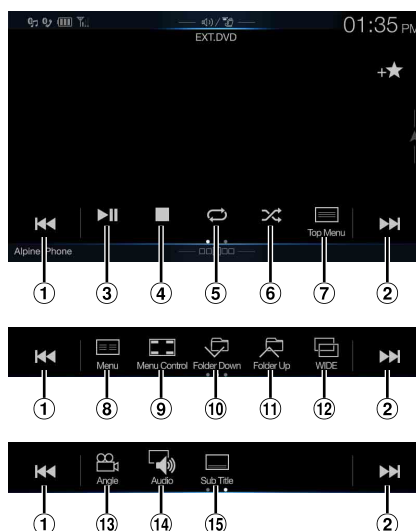 01:35 PM
EXT.DVD
Top Menu
Alpine Phone
1 3 4 5 6 7 2
Menu Menu Control Folder Down Folder Up WIDE
1 8 9 10 11 12 2
Angle Audio Sub Title
1 13 14 15 2